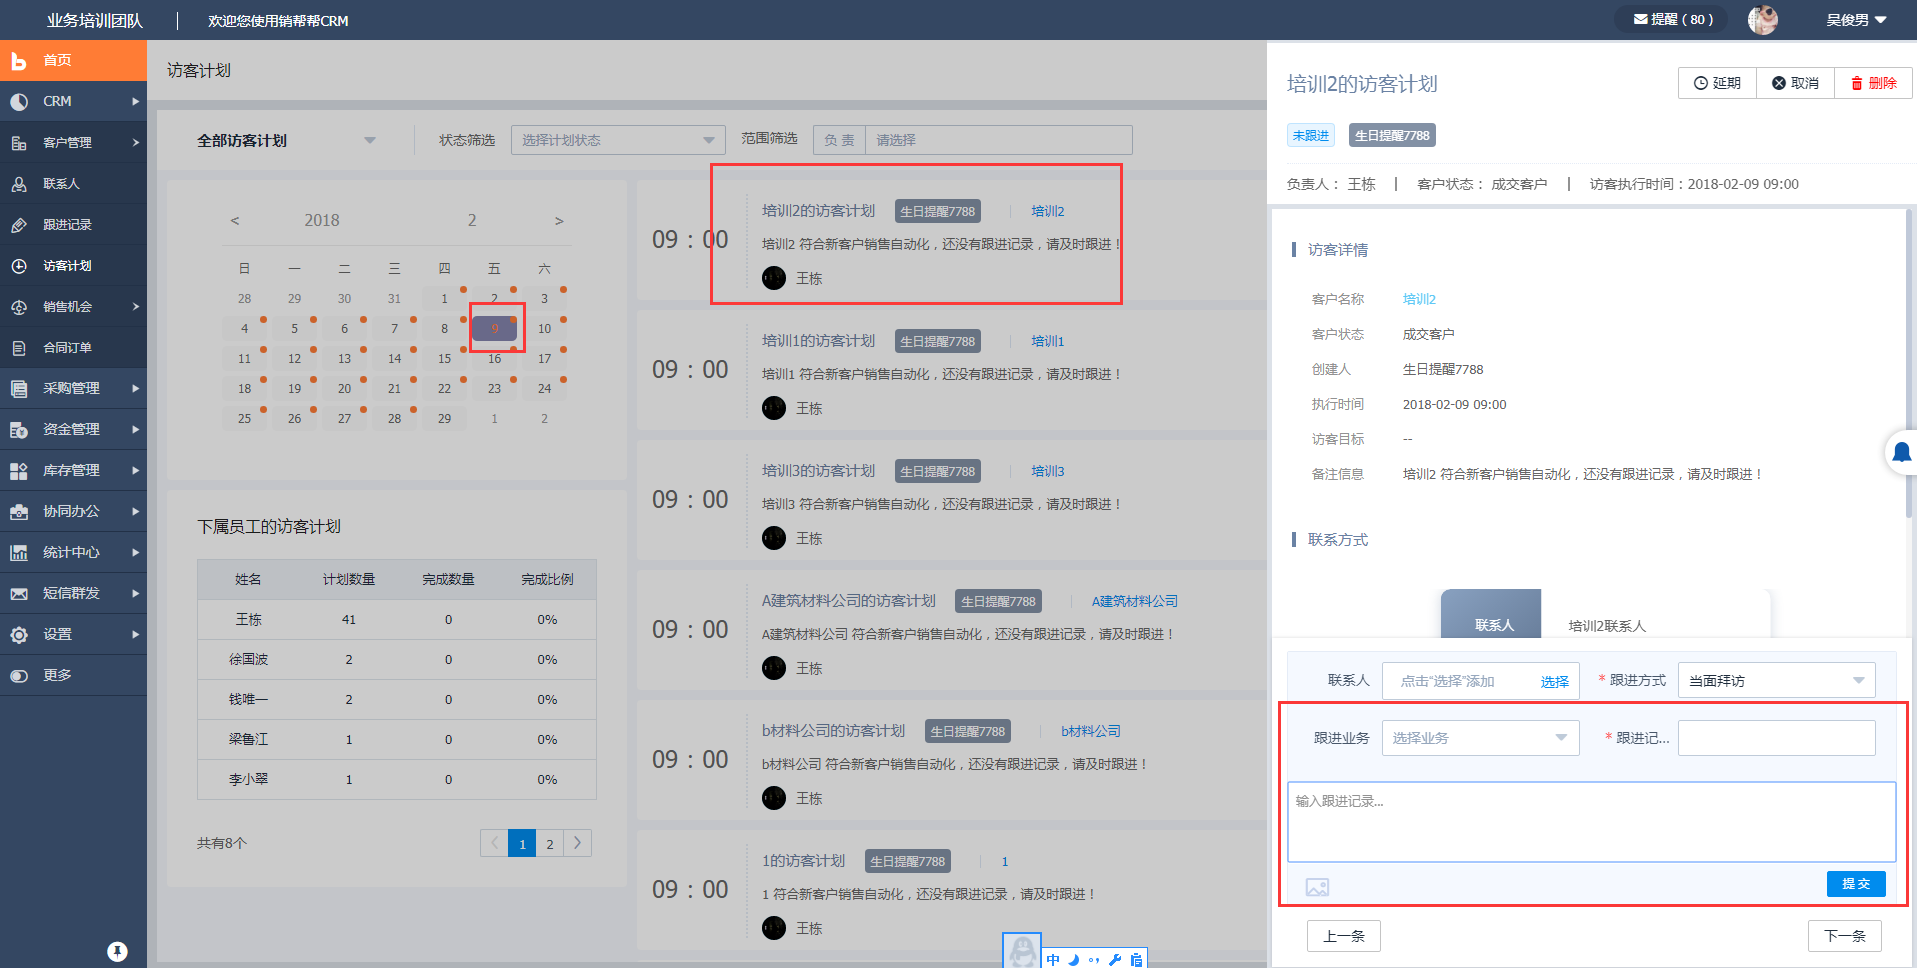 业务培训团队
欢迎您使用销帮帮CRM
提醒 ( 80 )
吴俊男
首页
CRM
客户管理
联系人
跟进记录
访客计划
销售机会
合同订单
采购管理
资金管理
库存管理
协同办公
统计中心
短信群发
设置
更多
访客计划
全部访客计划
状态筛选 选择计划状态
范围筛选 负 责 请选择
< 2018 2 >
日 一 二 三 四 五 六
28 29 30 31 1 2 3
4 5 6 7 8 9 10
11 12 13 14 15 16 17
18 19 20 21 22 23 24
25 26 27 28 29 1 2
下属员工的访客计划
姓名 计划数量 完成数量 完成比例
王栋 41 0 0%
徐国波 2 0 0%
钱唯一 2 0 0%
梁鲁江 1 0 0%
李小翠 1 0 0%
共有8个
< 1 2 >
09 : 00
培训2的访客计划 生日提醒7788 培训2
培训2 符合新客户销售自动化，还没有跟进记录，请及时跟进！
王栋
09 : 00
培训1的访客计划 生日提醒7788 培训1
培训1 符合新客户销售自动化，还没有跟进记录，请及时跟进！
王栋
09 : 00
培训3的访客计划 生日提醒7788 培训3
培训3 符合新客户销售自动化，还没有跟进记录，请及时跟进！
王栋
09 : 00
A建筑材料公司的访客计划 生日提醒7788 A建筑材料公司
A建筑材料公司 符合新客户销售自动化，还没有跟进记录，请及时跟进！
王栋
09 : 00
b材料公司的访客计划 生日提醒7788 b材料公司
b材料公司 符合新客户销售自动化，还没有跟进记录，请及时跟进！
王栋
09 : 00
1的访客计划 生日提醒7788 1
1 符合新客户销售自动化，还没有跟进记录，请及时跟进！
王栋
中
培训2的访客计划
延期 取消 删除
未跟进 生日提醒7788
负责人： 王栋 | 客户状态： 成交客户 | 访客执行时间：2018-02-09 09:00
访客详情
客户名称 培训2
客户状态 成交客户
创建人 生日提醒7788
执行时间 2018-02-09 09:00
访客目标 --
备注信息 培训2 符合新客户销售自动化，还没有跟进记录，请及时跟进！
联系方式
联系人 培训2联系人
联系人 点击“选择”添加 选择 * 跟进方式 当面拜访
跟进业务 选择业务 * 跟进记...
输入跟进记录...
提 交
上一条 下一条